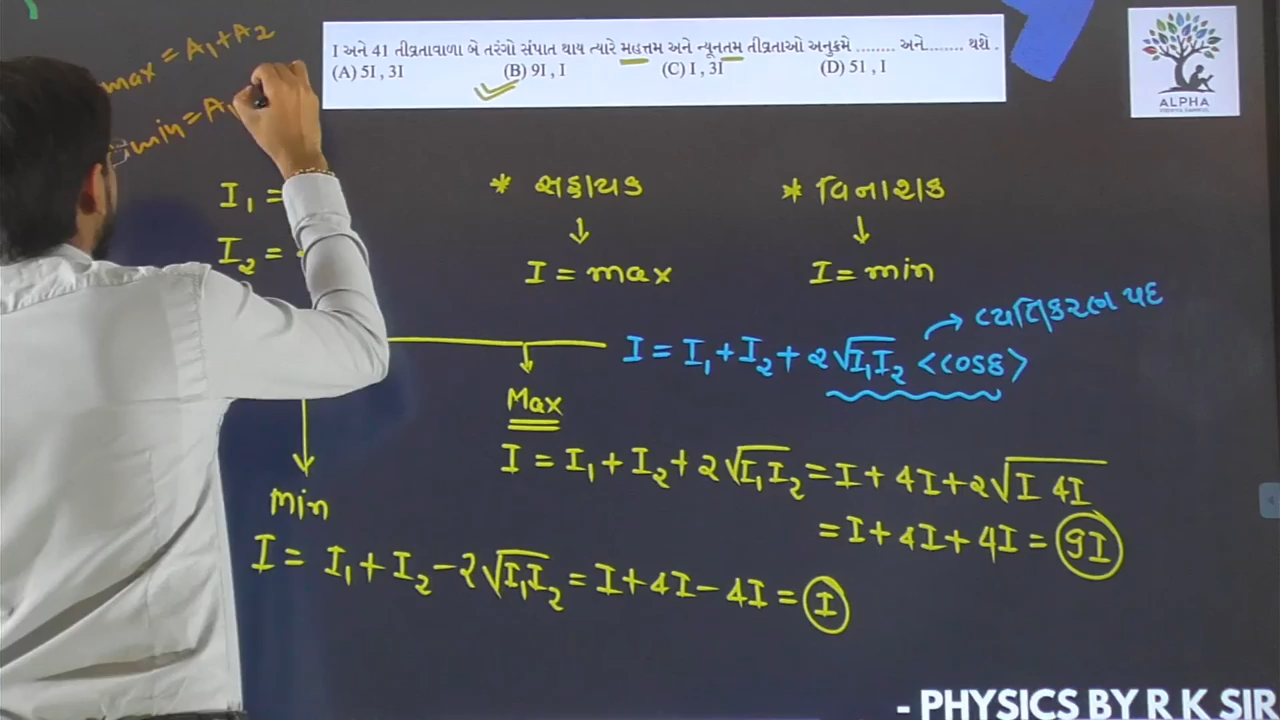 max = A1 + A2
min = A1
I અને 4I તીવ્રતાવાળા બે તરંગો સંપાત થાય ત્યારે મહત્તમ અને ન્યૂનતમ તીવ્રતાઓ અનુક્રમે ........ અને........ થશે .
(A) 5I , 3I (B) 9I , I (C) I , 3I (D) 5I , I
ALPHA
I1 =
I2 =
* સહાયક
↓
I = max
* વિનાશક
↓
I = min
I = I1 + I2 + 2√I1I2 <cosδ> → વ્યતિકરણ પદ
Max
I = I1 + I2 + 2√I1I2 = I + 4I + 2√I 4I
= I + 4I + 4I = 9I
Min
I = I1 + I2 - 2√I1I2 = I + 4I - 4I = I
- PHYSICS BY R K SIR